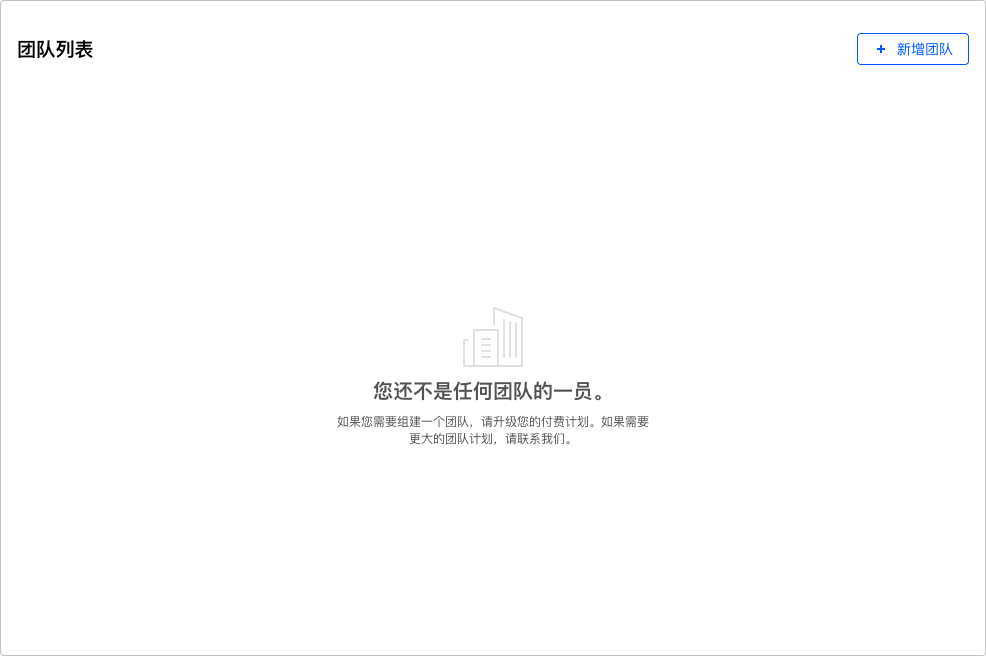 团队列表
+ 新增团队
您还不是任何团队的一员。
如果您需要组建一个团队，请升级您的付费计划。如果需要
更大的团队计划，请联系我们。